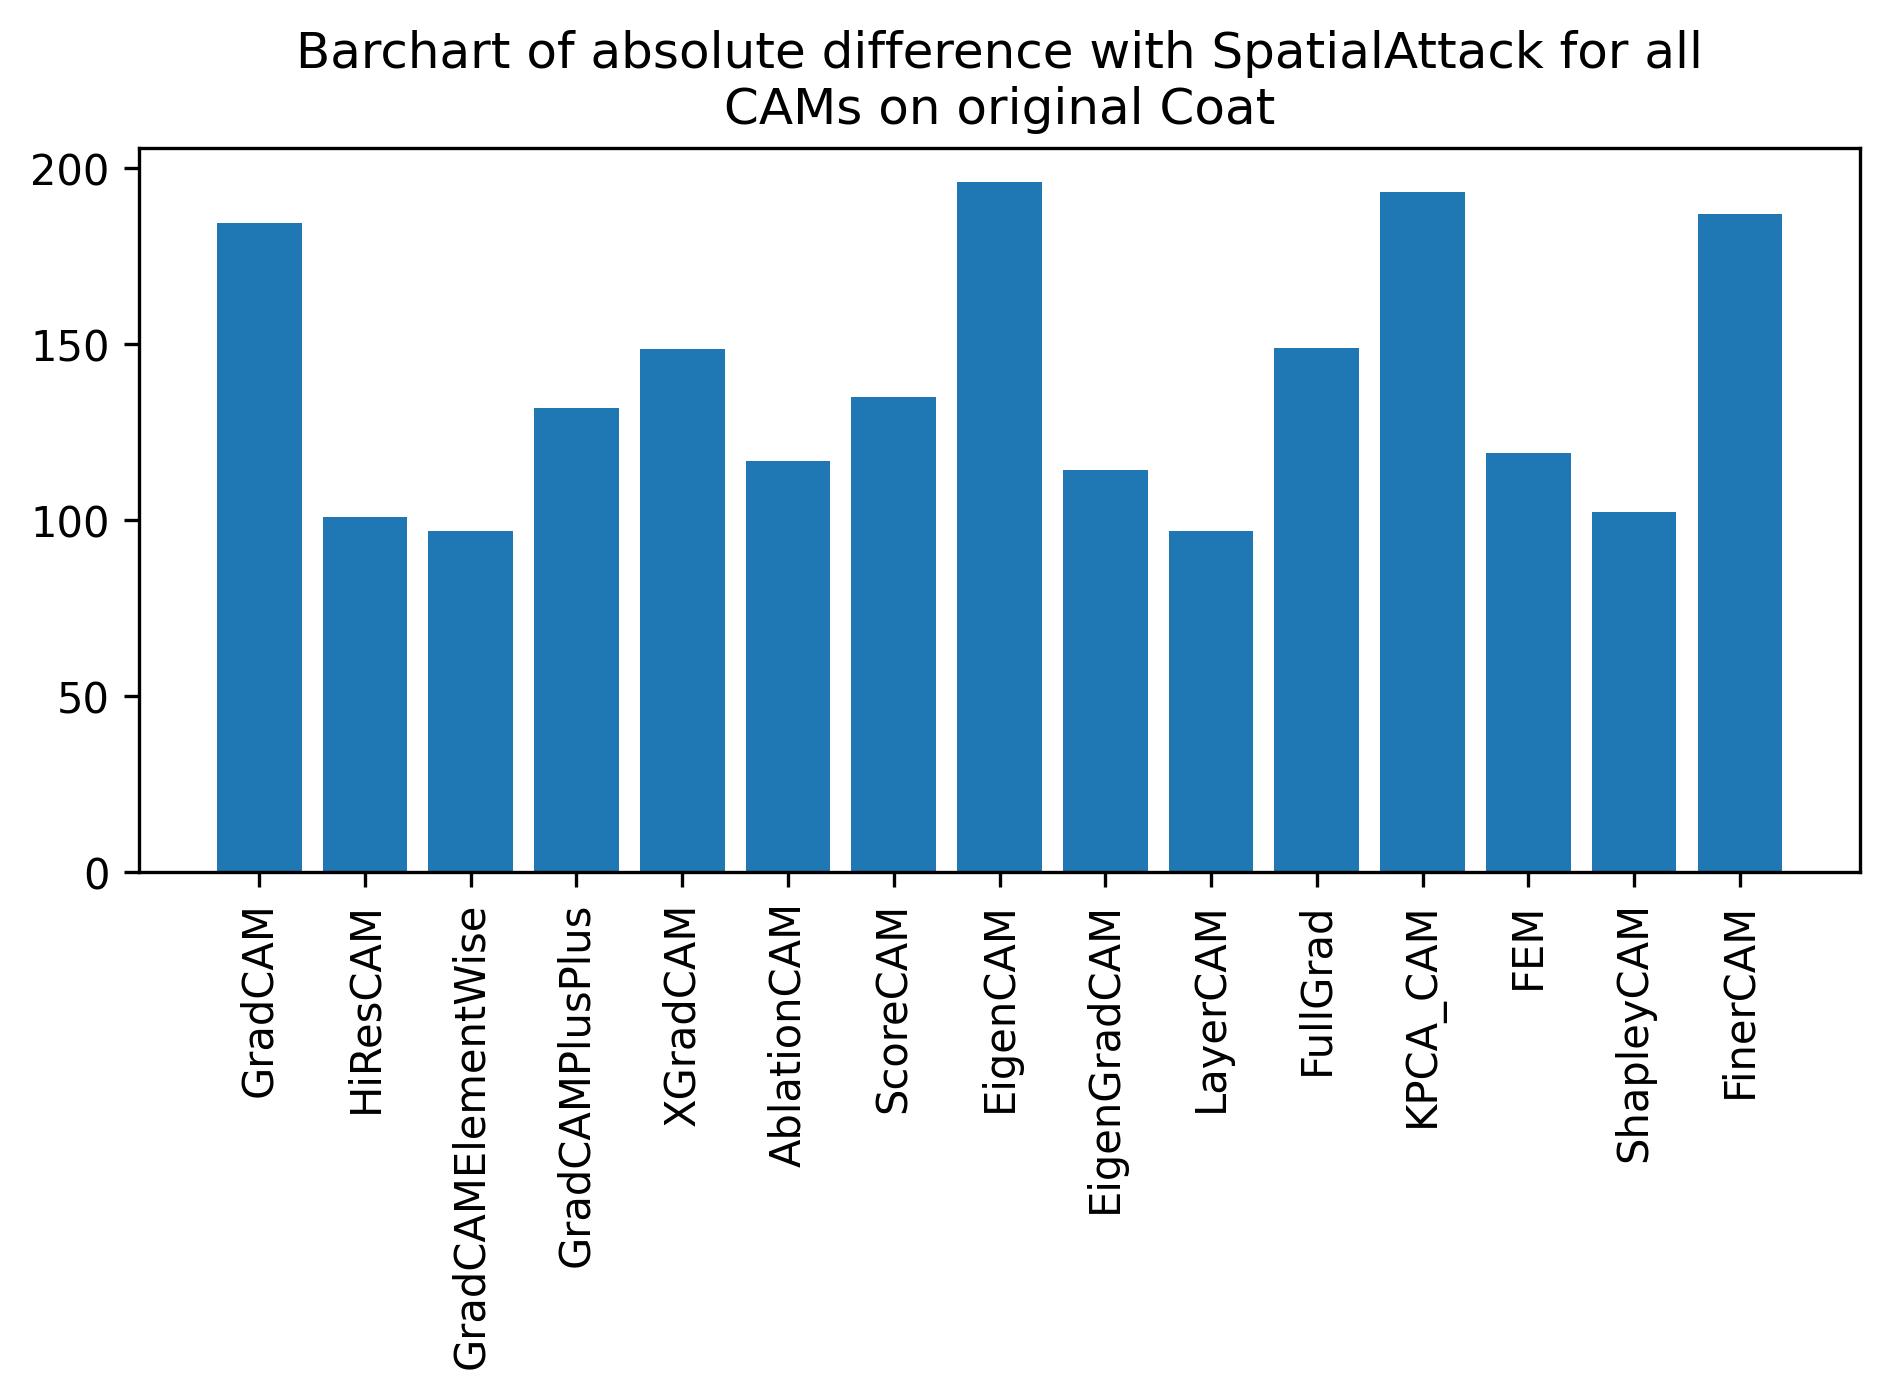 Barchart of absolute difference with SpatialAttack for all
CAMs on original Coat
200
150
100
50
0
GradCAM
HiResCAM
GradCAMElementWise
GradCAMPlusPlus
XGradCAM
AblationCAM
ScoreCAM
EigenCAM
EigenGradCAM
LayerCAM
FullGrad
KPCA_CAM
FEM
ShapleyCAM
FinerCAM